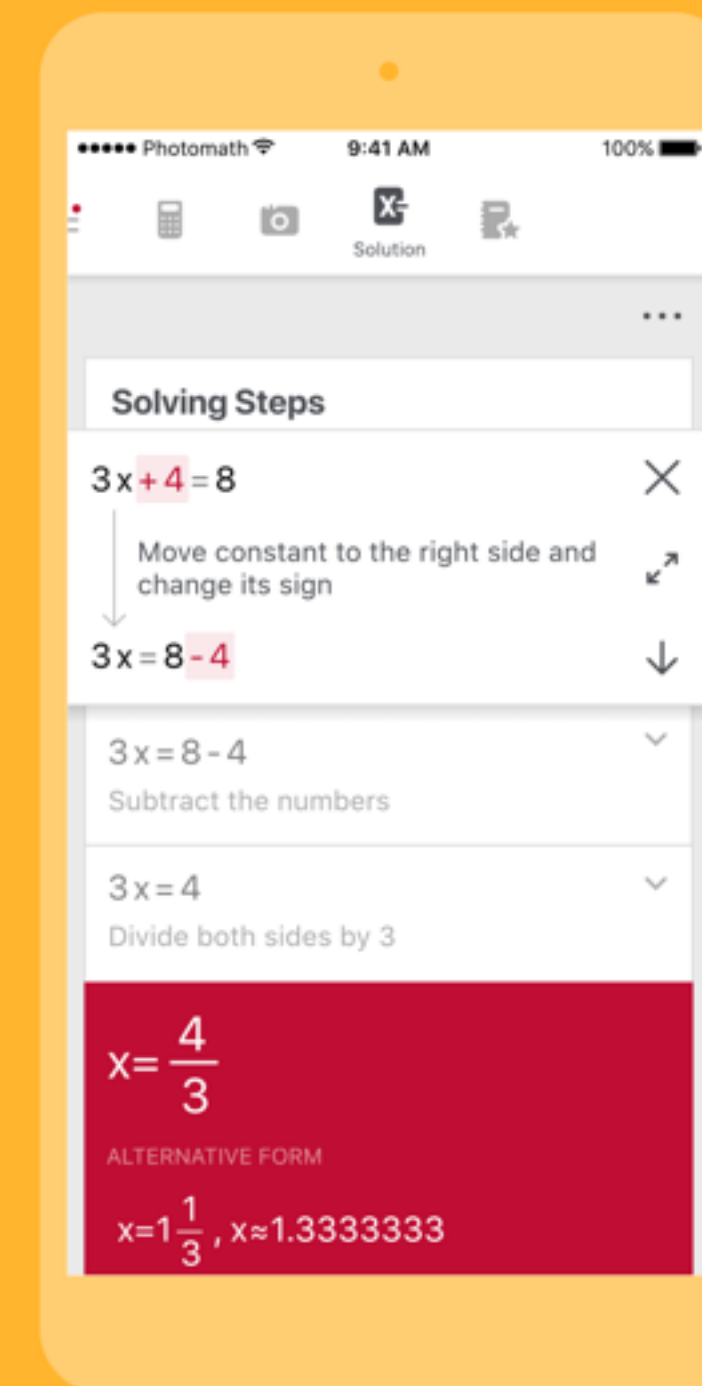 Photomath 9:41 AM 100%
X=
Solution
Solving Steps
3x+4=8
Move constant to the right side and
change its sign
3x=8-4
3x=8-4
Subtract the numbers
3x=4
Divide both sides by 3
x=4/3
ALTERNATIVE FORM
x=1 1/3, x≈1.3333333